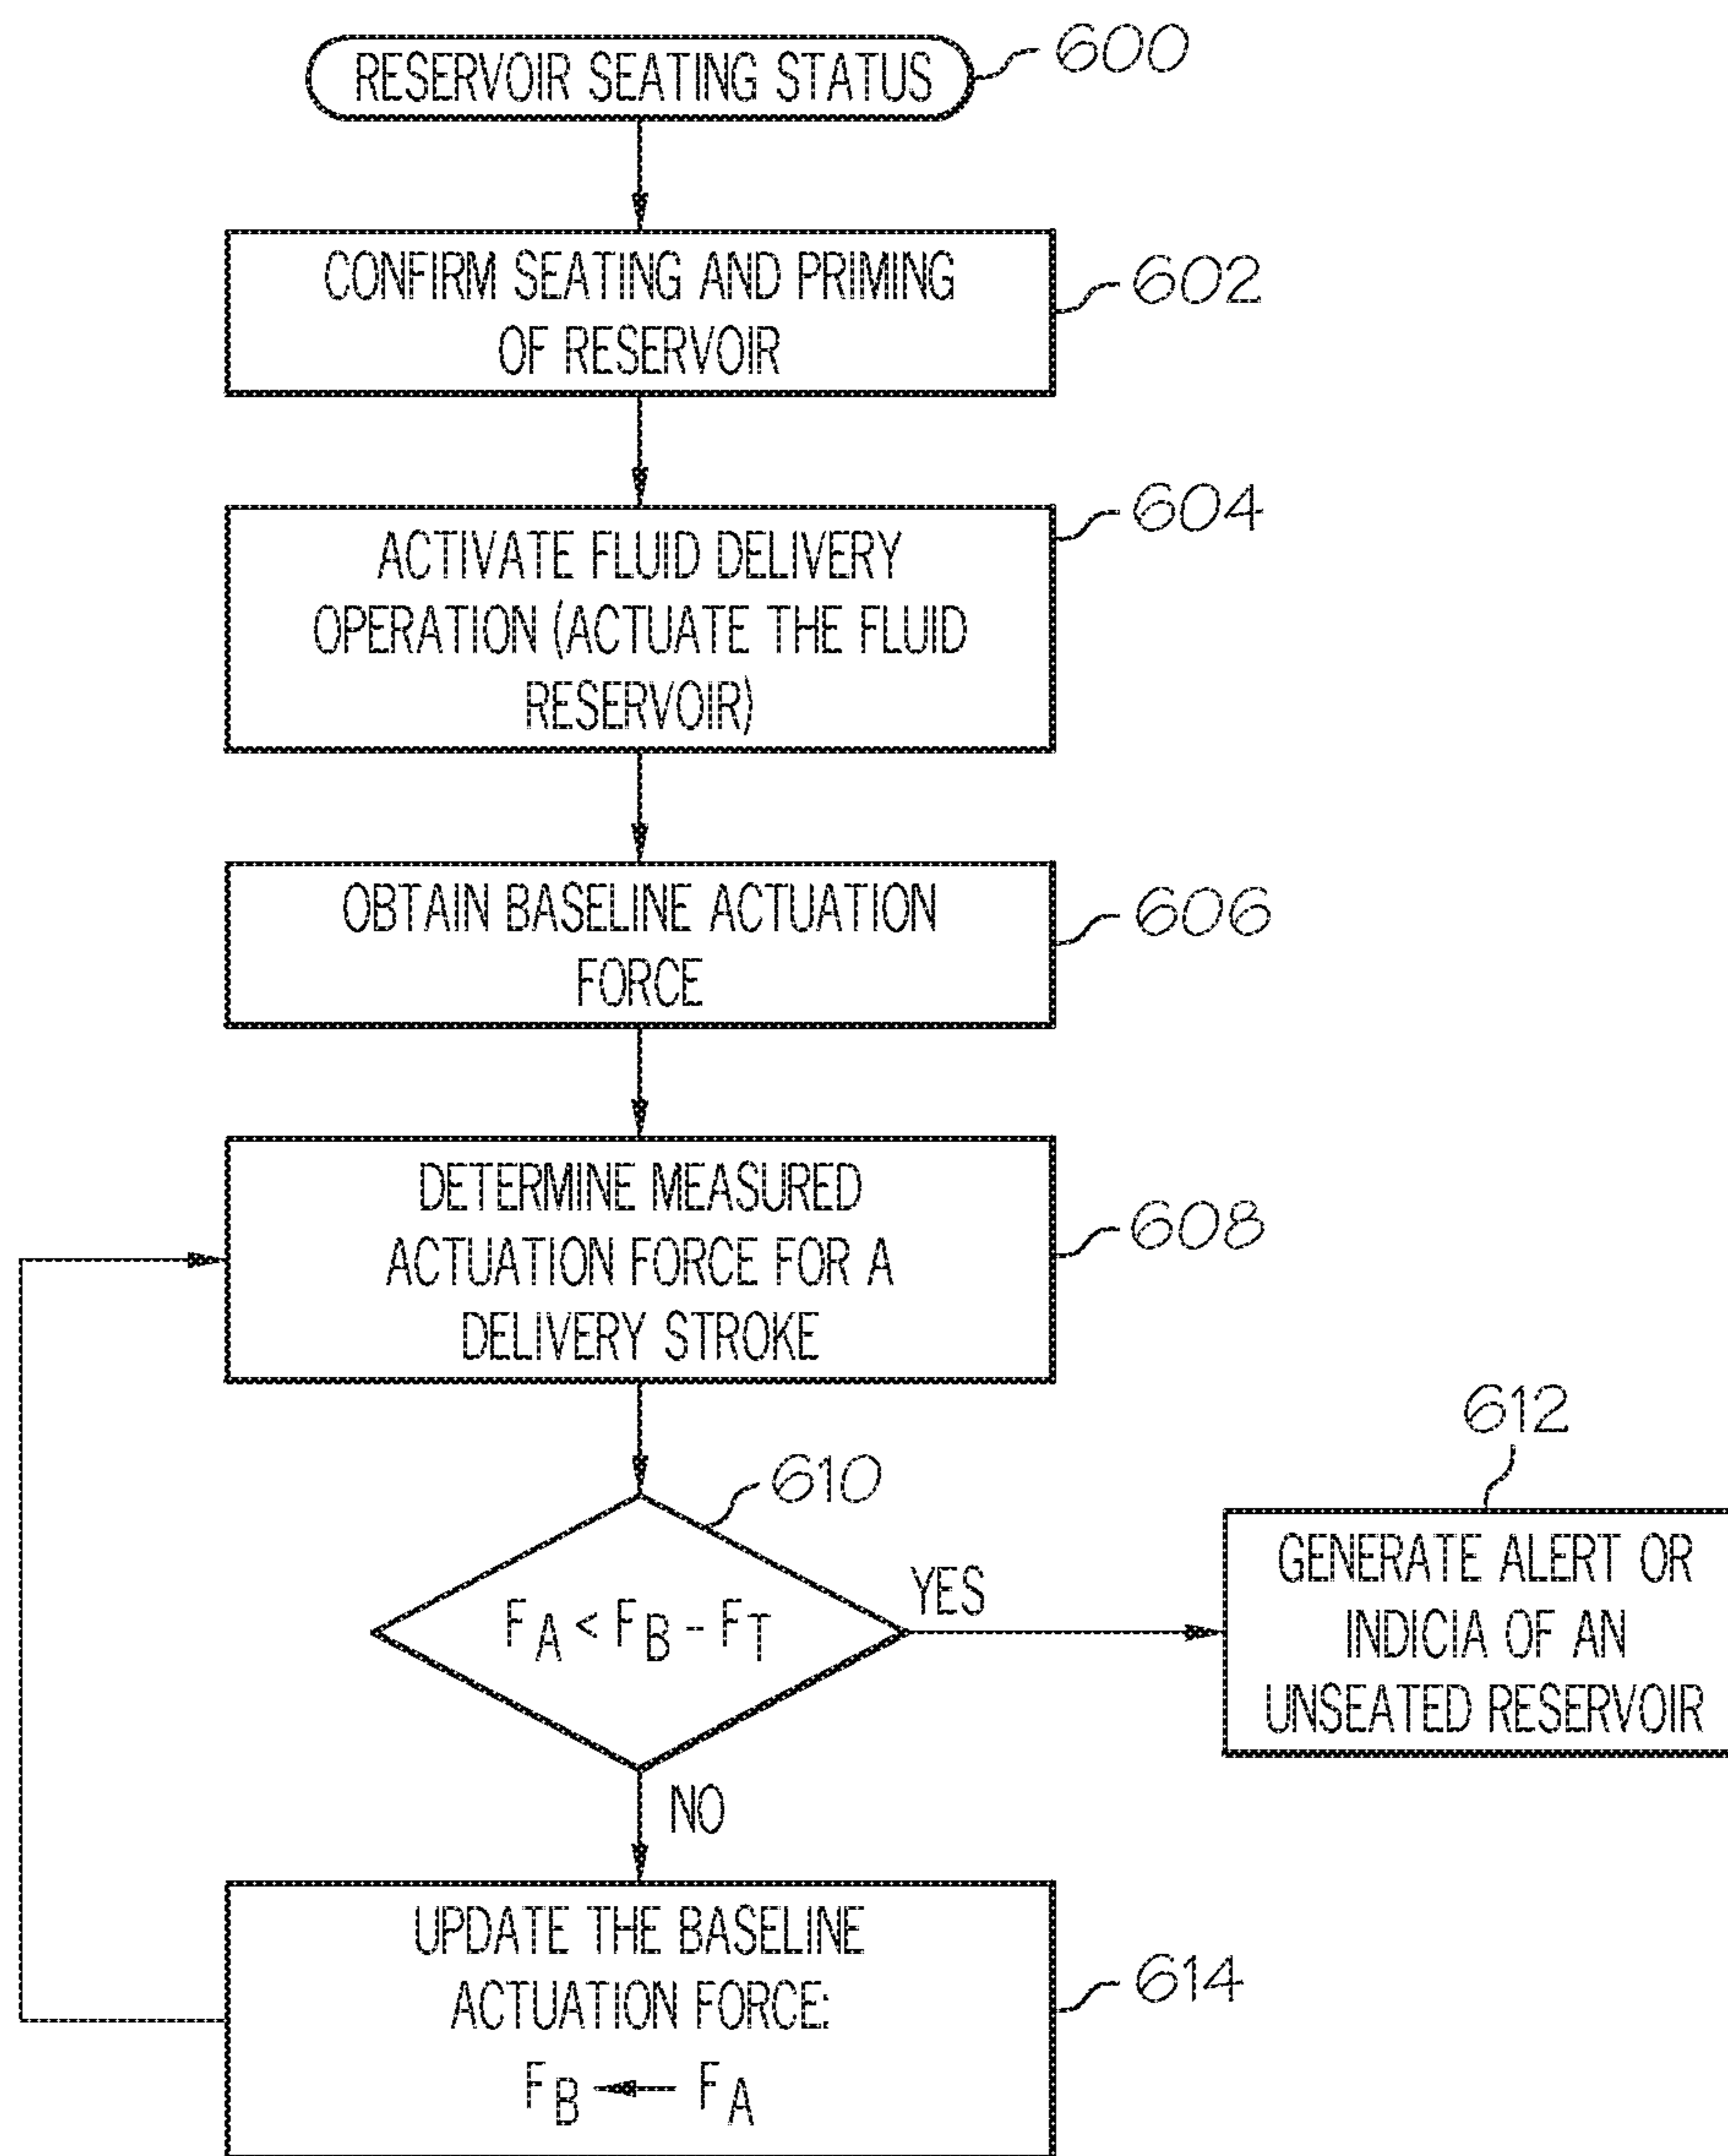 RESERVOIR SEATING STATUS
600
CONFIRM SEATING AND PRIMING
OF RESERVOIR
602
ACTIVATE FLUID DELIVERY
OPERATION (ACTUATE THE FLUID
RESERVOIR)
604
OBTAIN BASELINE ACTUATION
FORCE
606
DETERMINE MEASURED
ACTUATION FORCE FOR A
DELIVERY STROKE
608
610
FA < FB - FT
YES
612
GENERATE ALERT OR
INDICIA OF AN
UNSEATED RESERVOIR
NO
UPDATE THE BASELINE
ACTUATION FORCE:
FB ← FA
614